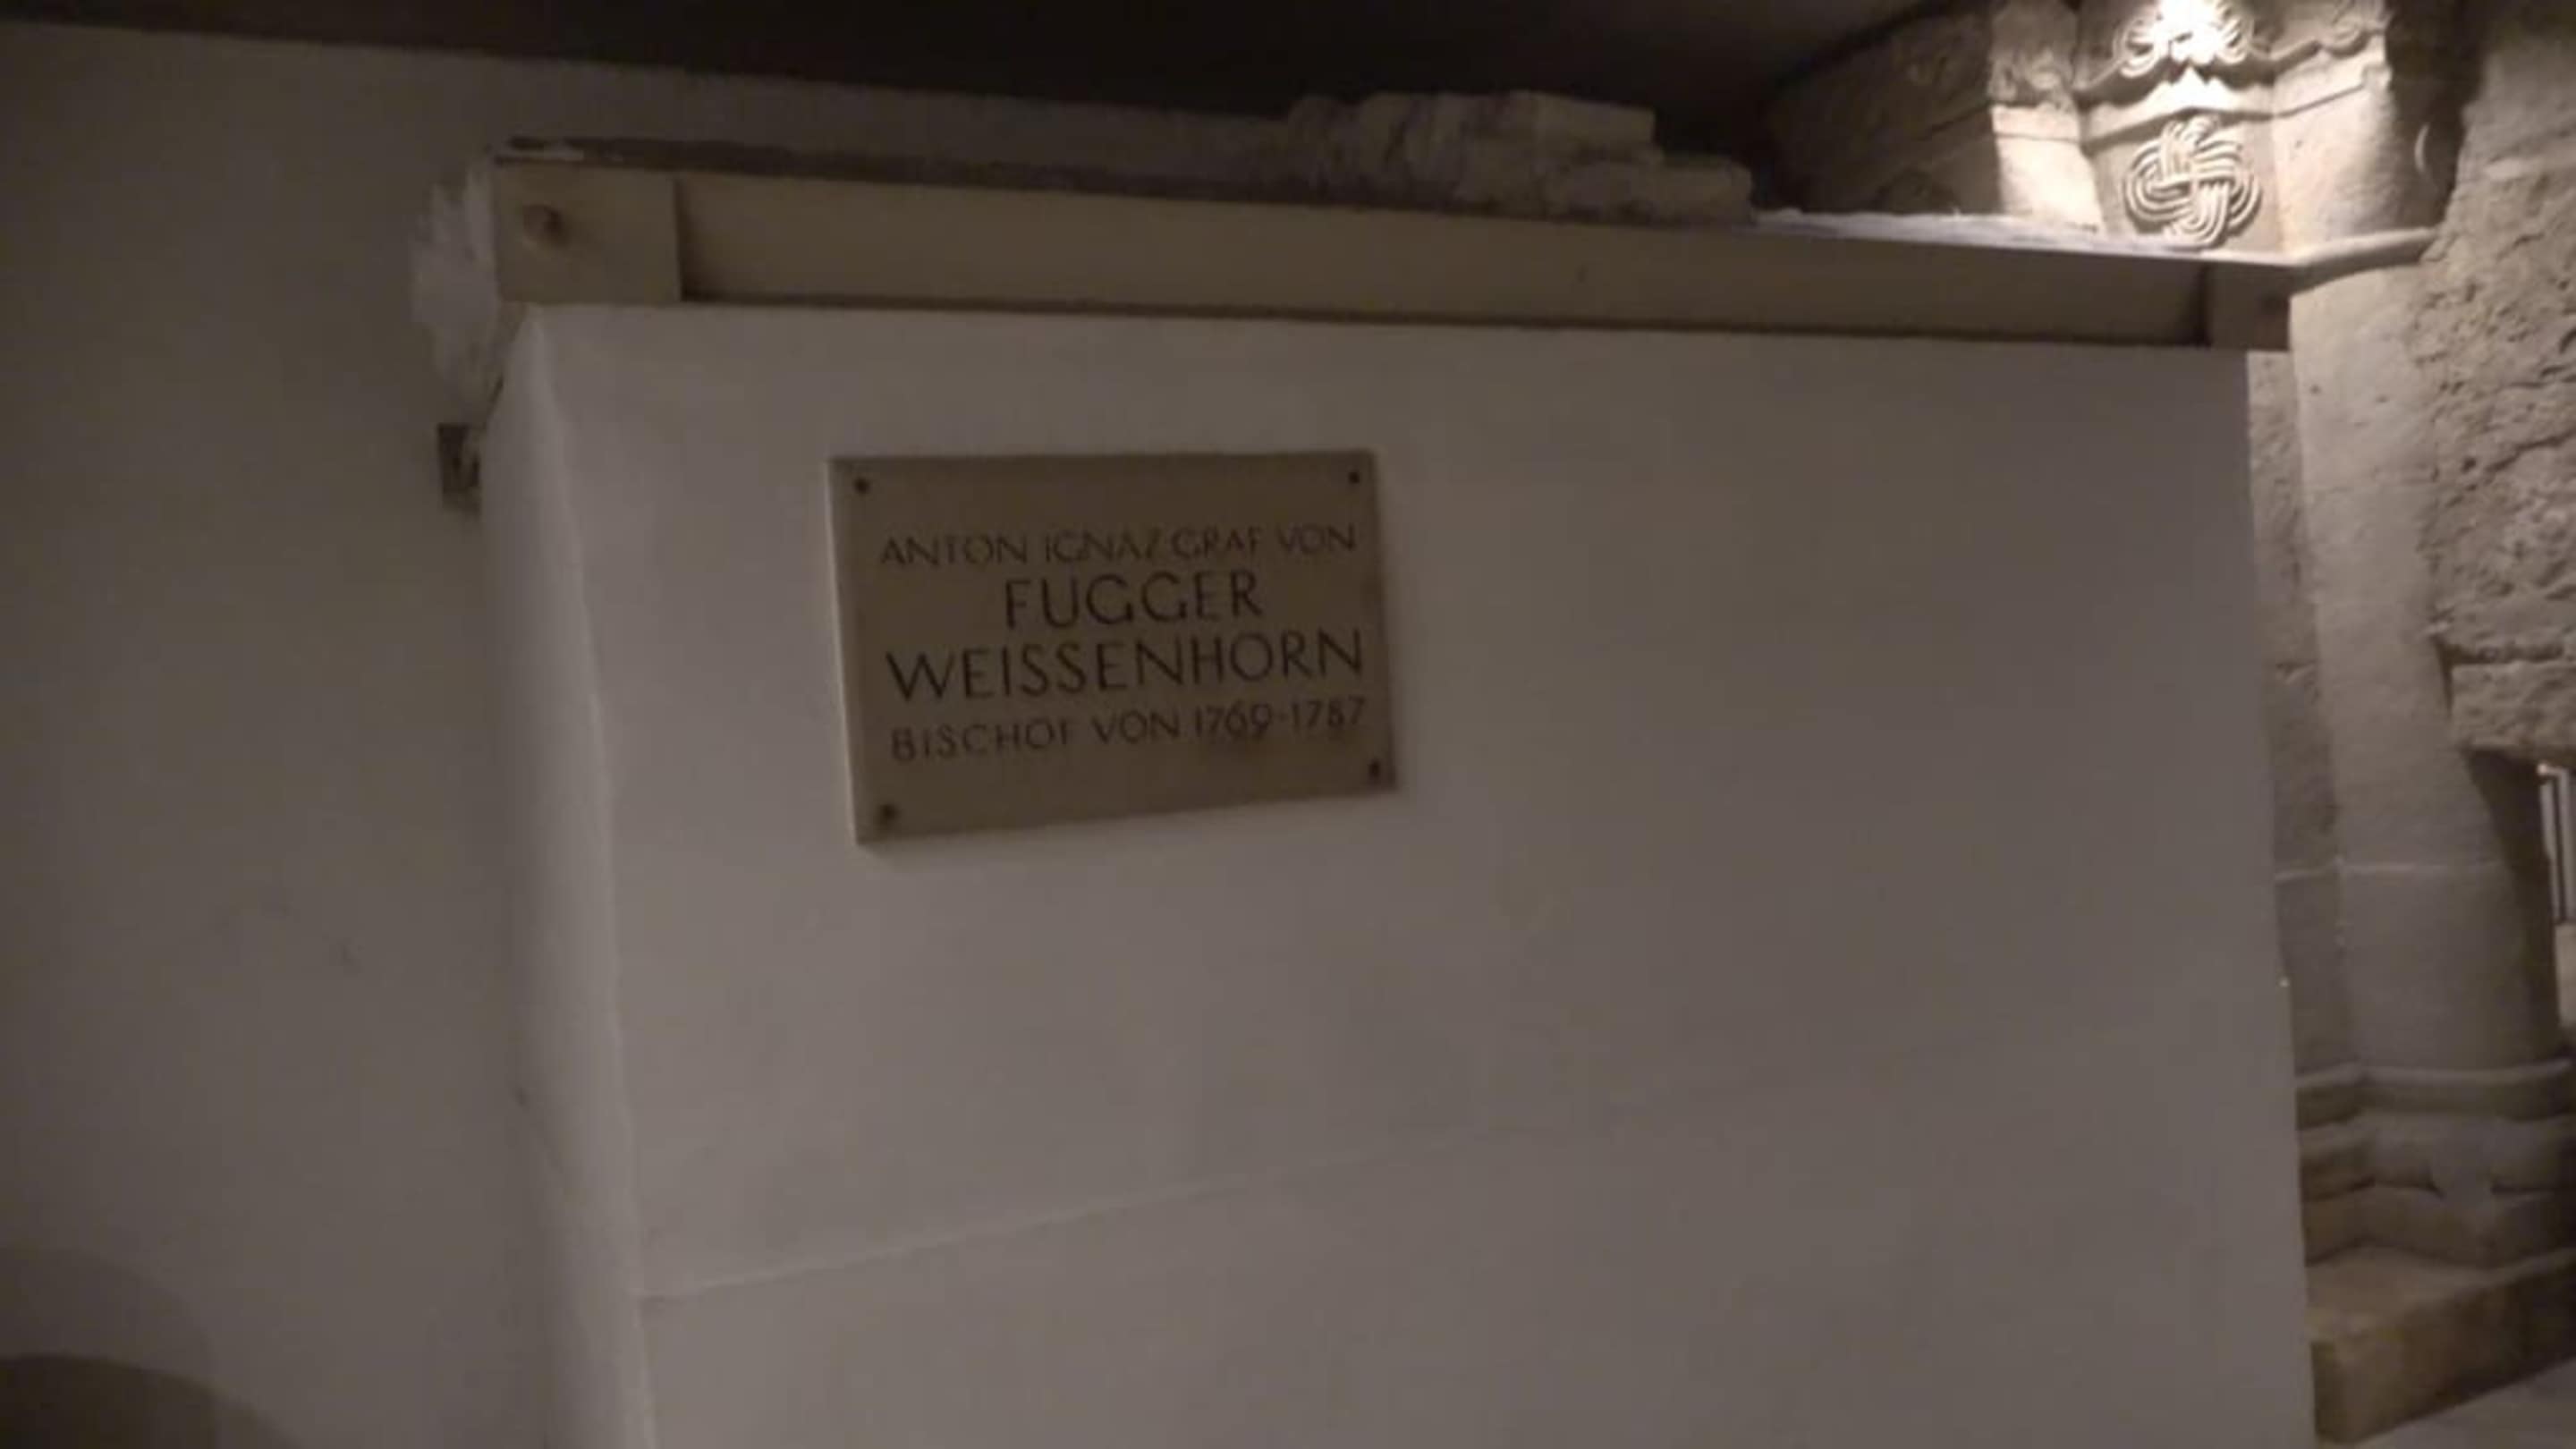 ANTON IGNAZ GRAF VON
FUGGER
WEISSENHORN
BISCHOF VON 1769-1787